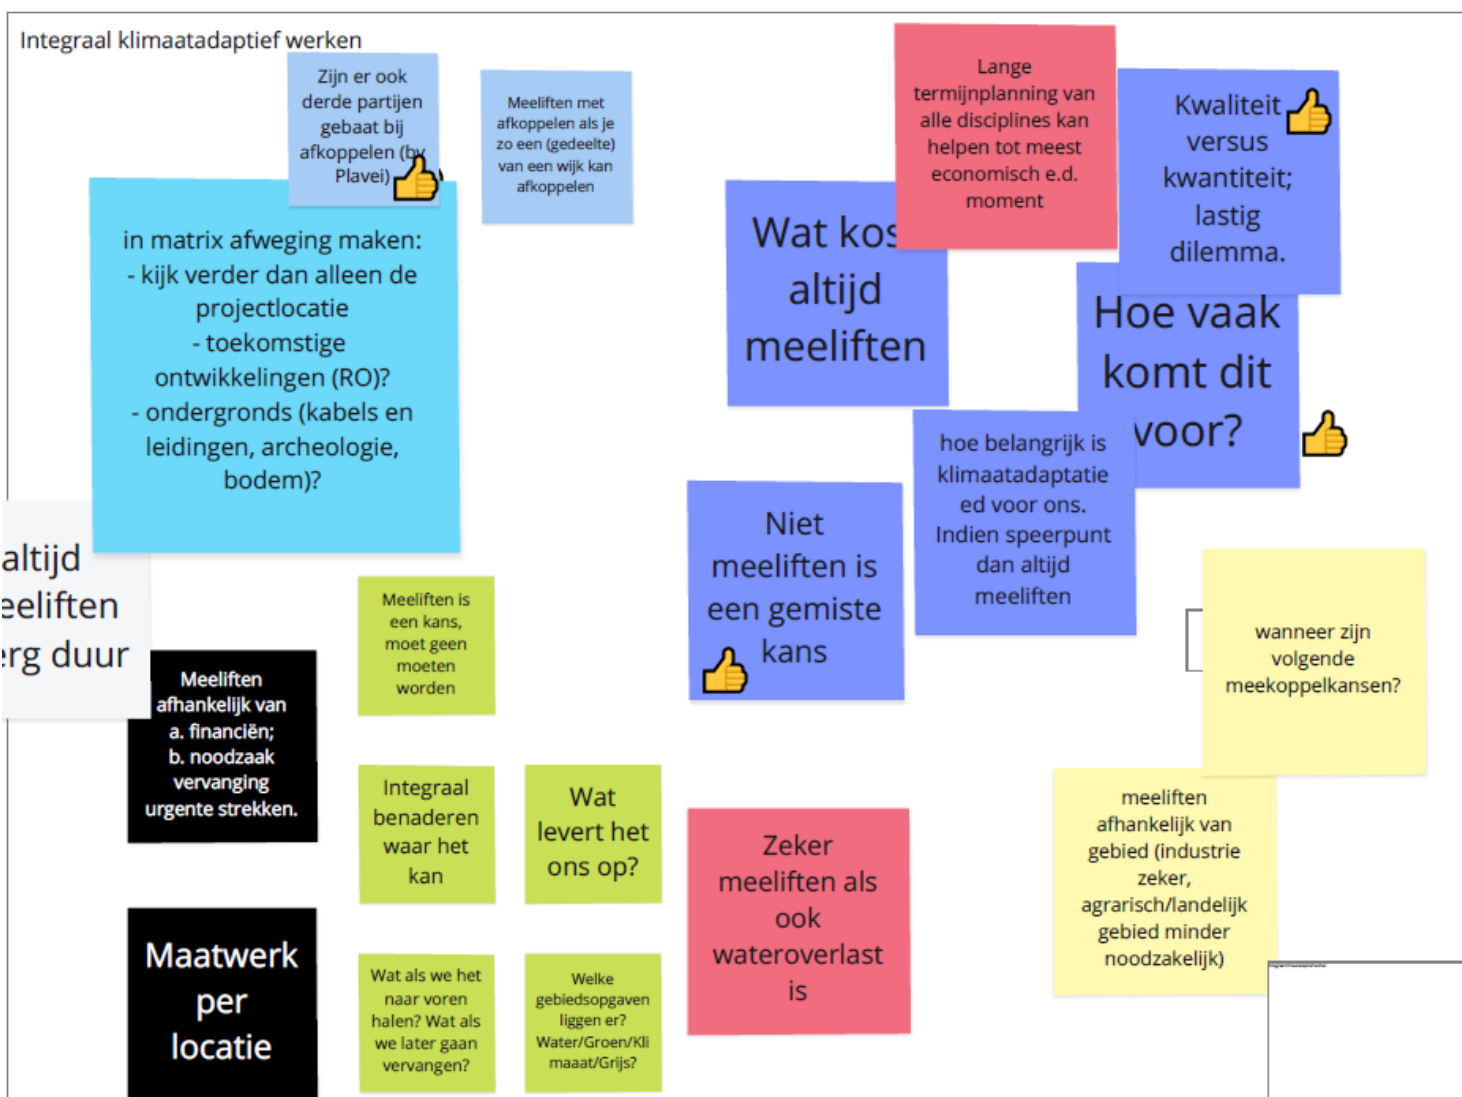 Integraal klimaatadaptief werken
Zijn er ook
derde partijen
gebaat bij
afkoppelen (bv
Plavei)
Meeliften met
afkoppelen als je
zo een (gedeelte)
van een wijk kan
afkoppelen
in matrix afweging maken:
- kijk verder dan alleen de
projectlocatie
- toekomstige
ontwikkelingen (RO)?
- ondergronds (kabels en
leidingen, archeologie,
bodem)?
altijd
eeliften
erg duur
Meeliften
afhankelijk van
a. financiën;
b. noodzaak
vervanging
urgente strekken.
Maatwerk
per
locatie
Meeliften is
een kans,
moet geen
moeten
worden
Integraal
benaderen
waar het
kan
Wat
levert het
ons op?
Wat als we het
naar voren
halen? Wat als
we later gaan
vervangen?
Welke
gebiedsopgaven
liggen er?
Water/Groen/Kli
maaat/Grijs?
Lange
termijnplanning van
alle disciplines kan
helpen tot meest
economisch e.d.
moment
Wat kos
altijd
meeliften
Kwaliteit
versus
kwantiteit;
lastig
dilemma.
Hoe vaak
komt dit
voor?
hoe belangrijk is
klimaatadaptatie
ed voor ons.
Indien speerpunt
dan altijd
meeliften
Niet
meeliften is
een gemiste
kans
Zeker
meeliften als
ook
wateroverlast
is
wanneer zijn
volgende
meekoppelkansen?
meeliften
afhankelijk van
gebied (industrie
zeker,
agrarisch/landelijk
gebied minder
noodzakelijk)